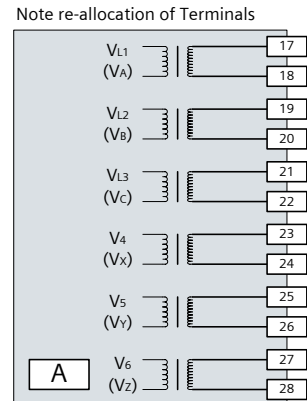 Note re-allocation of Terminals
VL1
(VA)
17
18
VL2
(VB)
19
20
VL3
(VC)
21
22
V4
(VX)
23
24
V5
(VY)
25
26
V6
(VZ)
27
28
A